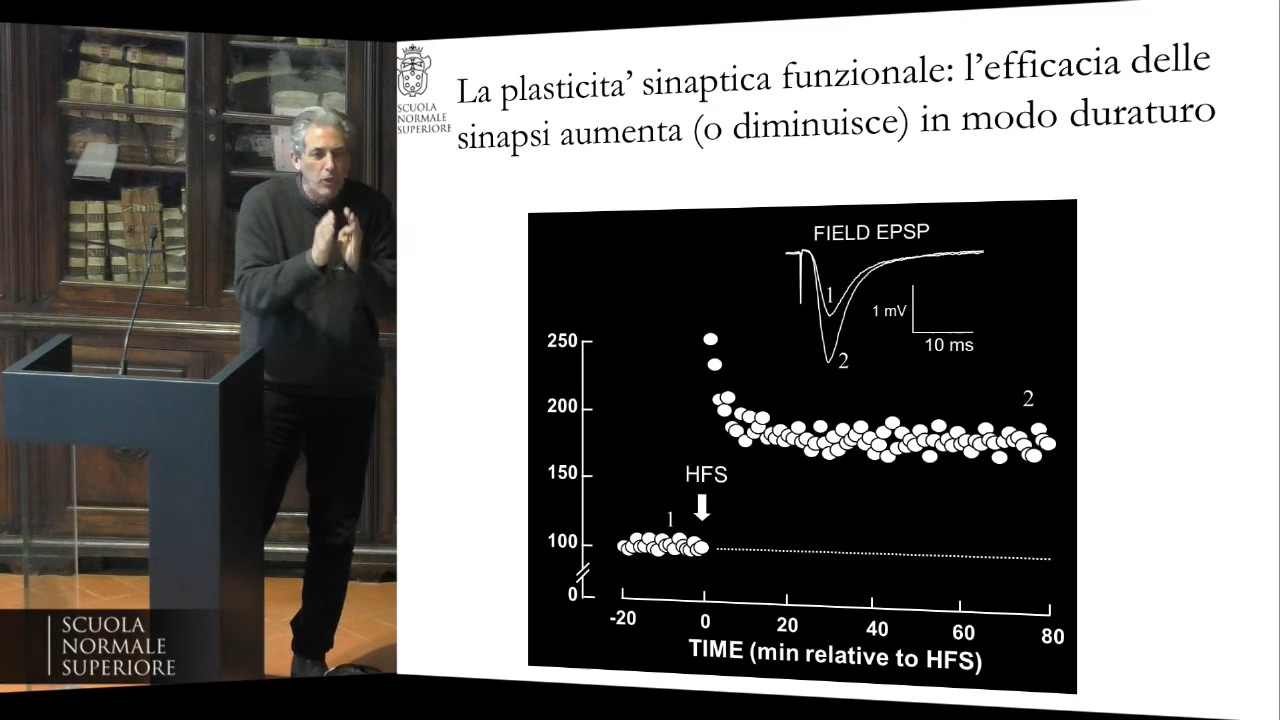 SCUOLA
NORMALE
SUPERIORE
La plasticita’ sinaptica funzionale: l’efficacia delle
sinapsi aumenta (o diminuisce) in modo duraturo
FIELD EPSP
1
1 mV
10 ms
2
250
200
150
100
0
2
HFS
1
-20
0
20
40
60
80
TIME (min relative to HFS)
SCUOLA
NORMALE
SUPERIORE